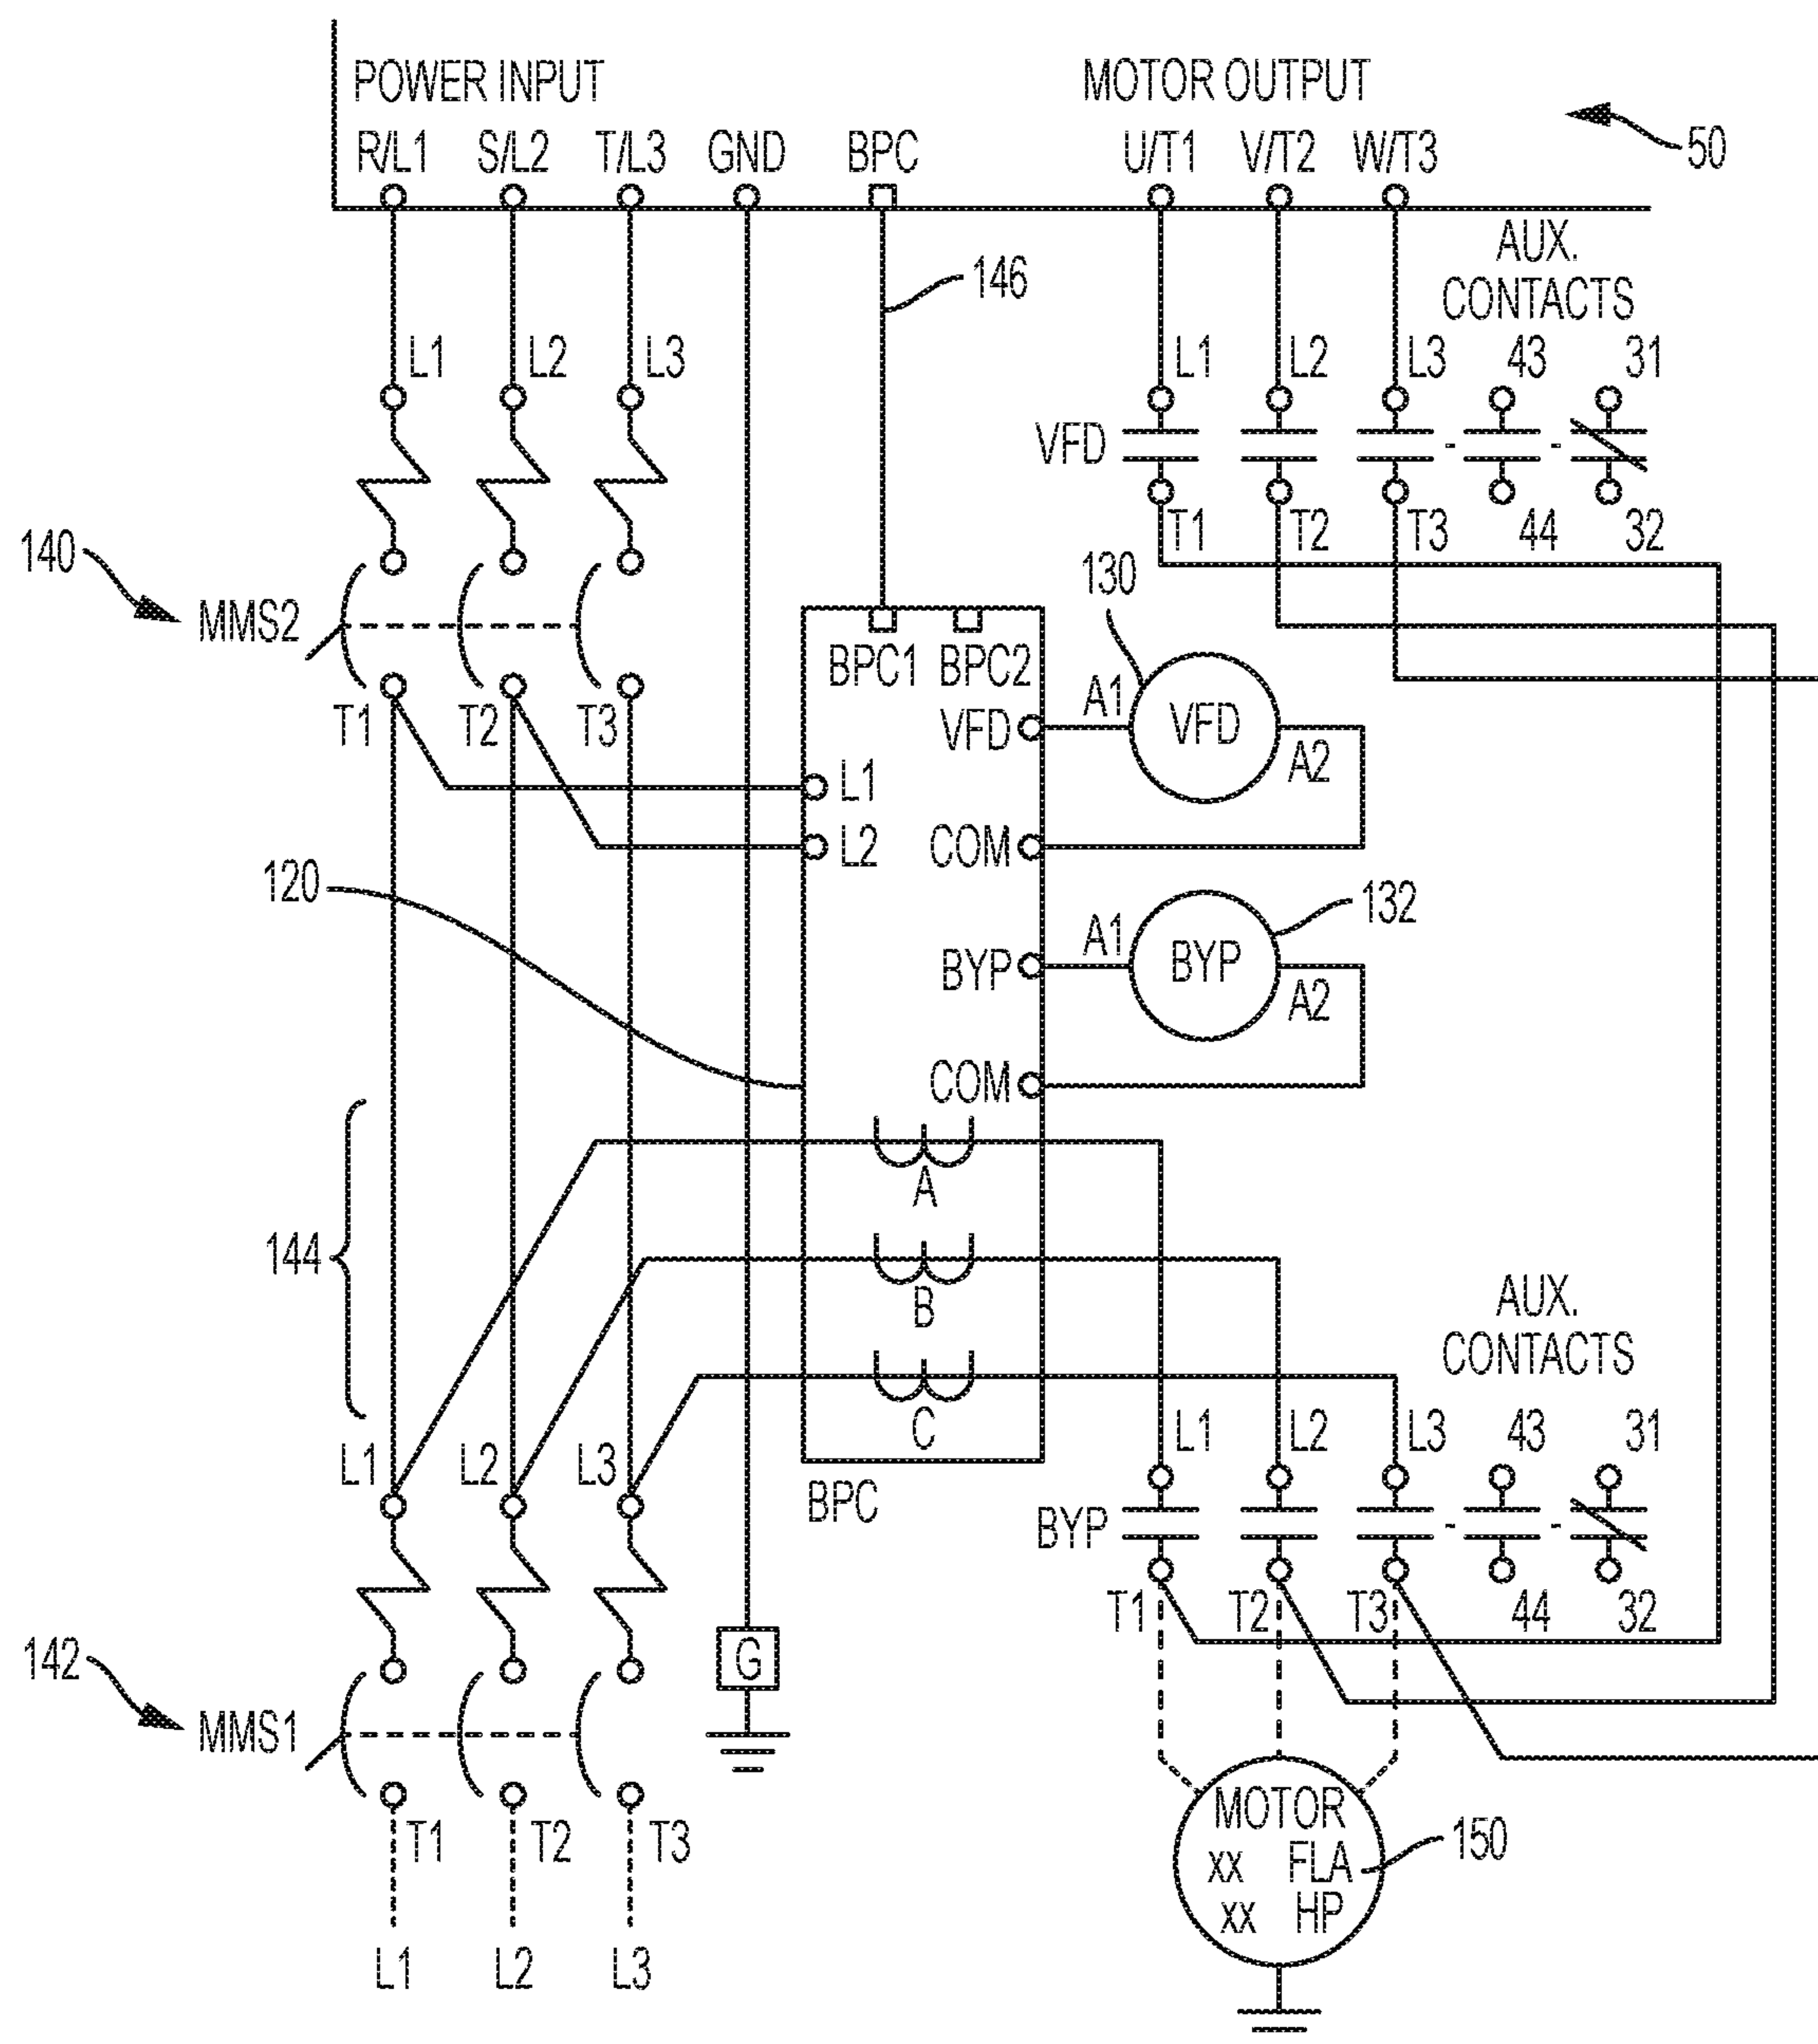 POWER INPUT MOTOR OUTPUT
R/L1 S/L2 T/L3 GND BPC U/T1 V/T2 W/T3 50
AUX.
CONTACTS
146
L1 L2 L3 L1 L2 L3 43 31
VFD
T1 T2 T3 44 32
140 130
MMS2
BPC1 BPC2
A1
T1 T2 T3 VFD VFD
A2
L1
L2 COM
120 132
A1
BYP BYP
A2
COM
A
144 B AUX.
CONTACTS
C
L1 L2 L3 L1 L2 L3 43 31
BPC BYP
T1 T2 T3 44 32
142 G
MMS1
MOTOR
T1 T2 T3 xx FLA 150
xx HP
L1 L2 L3